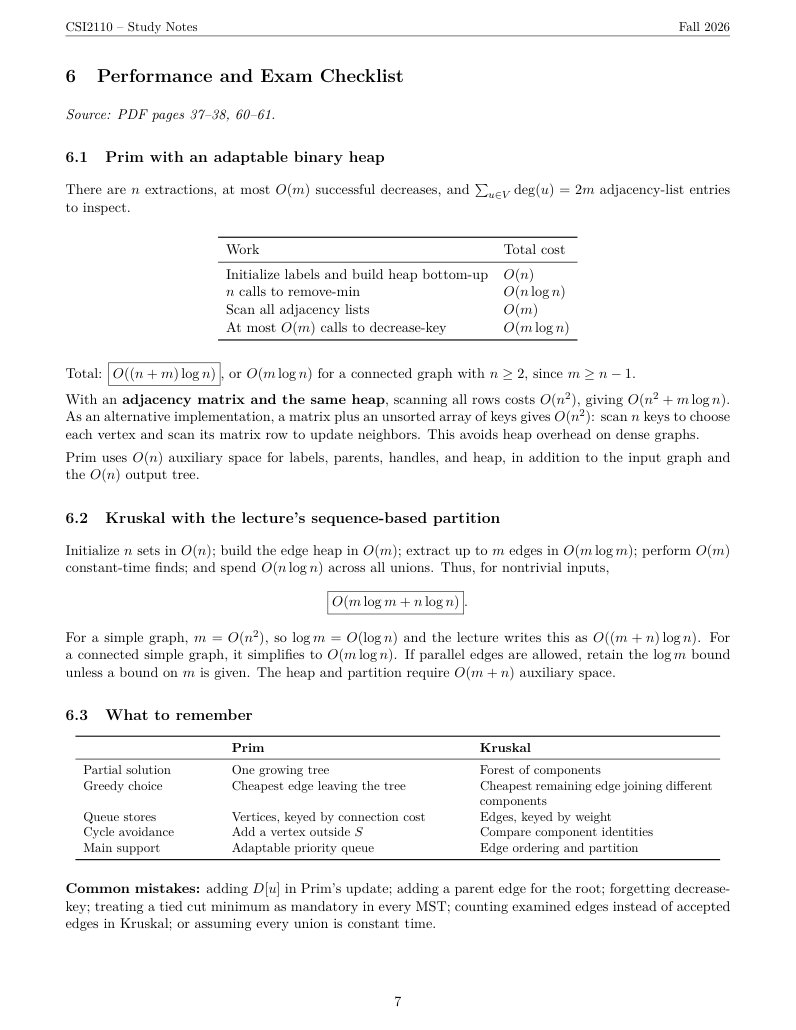 CSI2110 – Study Notes Fall 2026
6 Performance and Exam Checklist
Source: PDF pages 37–38, 60–61.
6.1 Prim with an adaptable binary heap
There are n extractions, at most O(m) successful decreases, and ∑_{u∈V} deg(u) = 2m adjacency-list entries
to inspect.
Work Total cost
Initialize labels and build heap bottom-up O(n)
n calls to remove-min O(n log n)
Scan all adjacency lists O(m)
At most O(m) calls to decrease-key O(m log n)
Total: O((n + m) log n), or O(m log n) for a connected graph with n ≥ 2, since m ≥ n − 1.
With an adjacency matrix and the same heap, scanning all rows costs O(n²), giving O(n² + m log n).
As an alternative implementation, a matrix plus an unsorted array of keys gives O(n²): scan n keys to choose
each vertex and scan its matrix row to update neighbors. This avoids heap overhead on dense graphs.
Prim uses O(n) auxiliary space for labels, parents, handles, and heap, in addition to the input graph and
the O(n) output tree.
6.2 Kruskal with the lecture's sequence-based partition
Initialize n sets in O(n); build the edge heap in O(m); extract up to m edges in O(m log m); perform O(m)
constant-time finds; and spend O(n log n) across all unions. Thus, for nontrivial inputs,
O(m log m + n log n).
For a simple graph, m = O(n²), so log m = O(log n) and the lecture writes this as O((m + n) log n). For
a connected simple graph, it simplifies to O(m log n). If parallel edges are allowed, retain the log m bound
unless a bound on m is given. The heap and partition require O(m + n) auxiliary space.
6.3 What to remember
Prim Kruskal
Partial solution One growing tree Forest of components
Greedy choice Cheapest edge leaving the tree Cheapest remaining edge joining different
components
Queue stores Vertices, keyed by connection cost Edges, keyed by weight
Cycle avoidance Add a vertex outside S Compare component identities
Main support Adaptable priority queue Edge ordering and partition
Common mistakes: adding D[u] in Prim's update; adding a parent edge for the root; forgetting decrease-
key; treating a tied cut minimum as mandatory in every MST; counting examined edges instead of accepted
edges in Kruskal; or assuming every union is constant time.
7